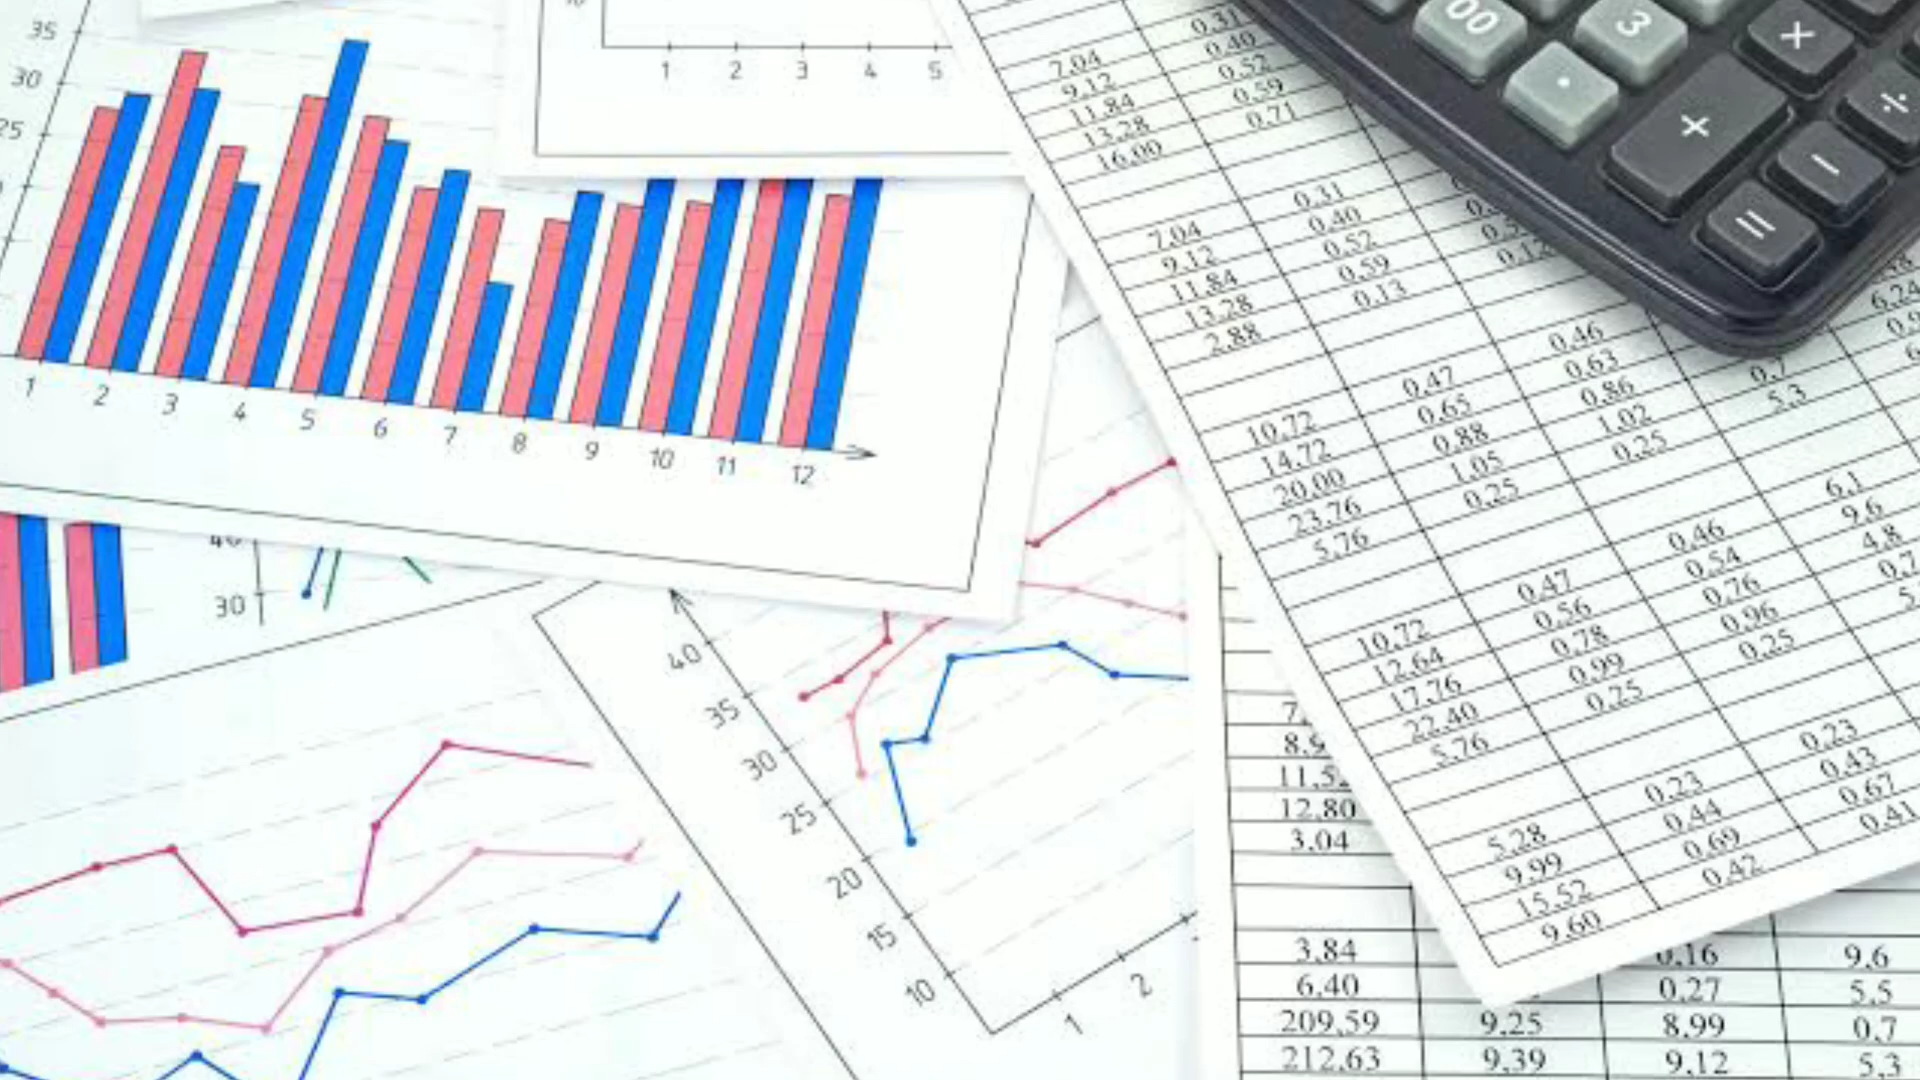 35
30
25
1 2 3 4 5 6 7 8 9 10 11 12
1 2 3 4 5
30
40
35
30
25
20
15
10
1 2
00 3 ×
. + ÷
−
=
7,04 0,31
9,12 0,40
11,84 0,52
13,28 0,59
16,00 0,71
7,04 0,31
9,12 0,40
11,84 0,52
13,28 0,59
2,88 0,13 0,12
10,72 0,47 0,46
14,72 0,65 0,63
20,00 0,88 0,86
23,76 1,05 1,02
5,76 0,25 0,25 5,3
10,72 0,47 0,46 6,1
12,64 0,56 0,54 9,6
17,76 0,78 0,76 4,8
22,40 0,99 0,96 0,7
5,76 0,25 0,25
5,28 0,23 0,23
9,99 0,44 0,43
15,52 0,69 0,67
9,60 0,42 0,41
12,80
3,04
3,84 0,16 9,6
6,40 0,27 5,5
209,59 9,25 8,99 0,7
212,63 9,39 9,12 5,3